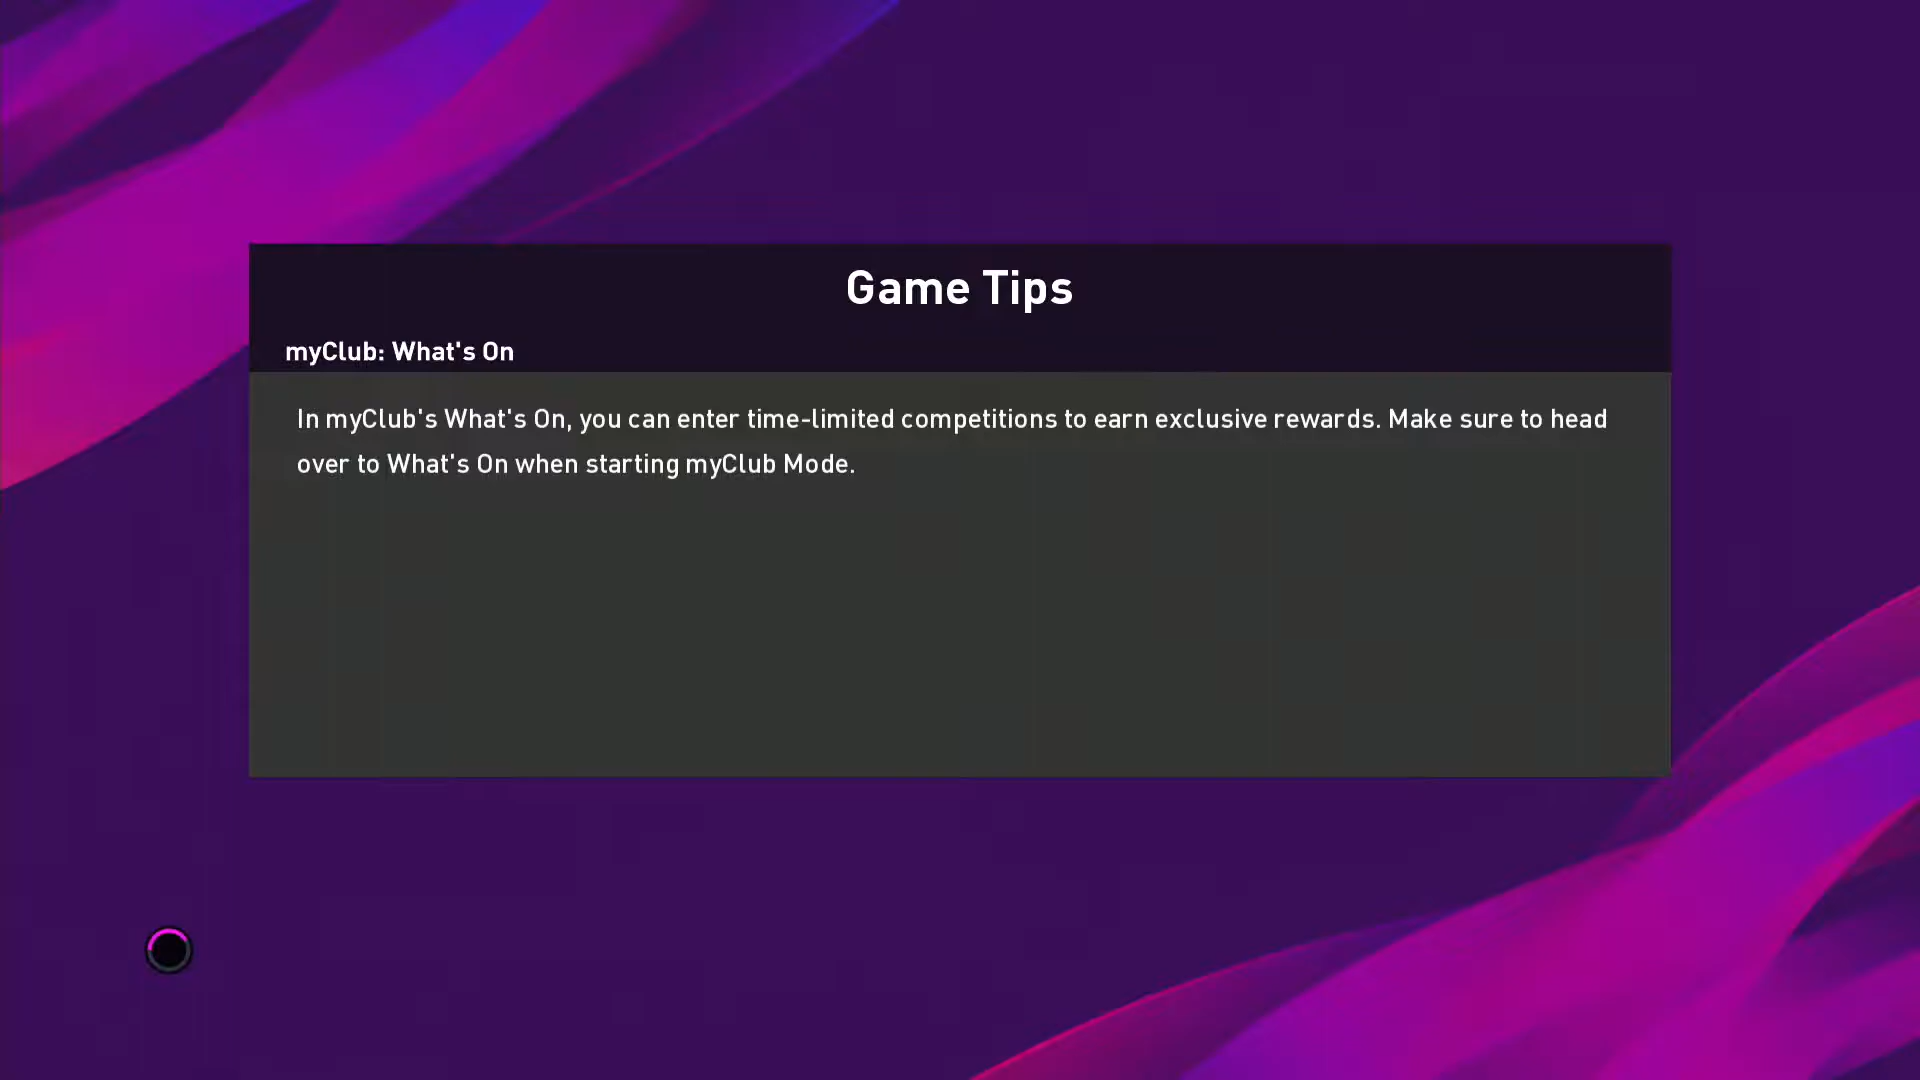 Game Tips
myClub: What's On
In myClub's What's On, you can enter time-limited competitions to earn exclusive rewards. Make sure to head
over to What's On when starting myClub Mode.